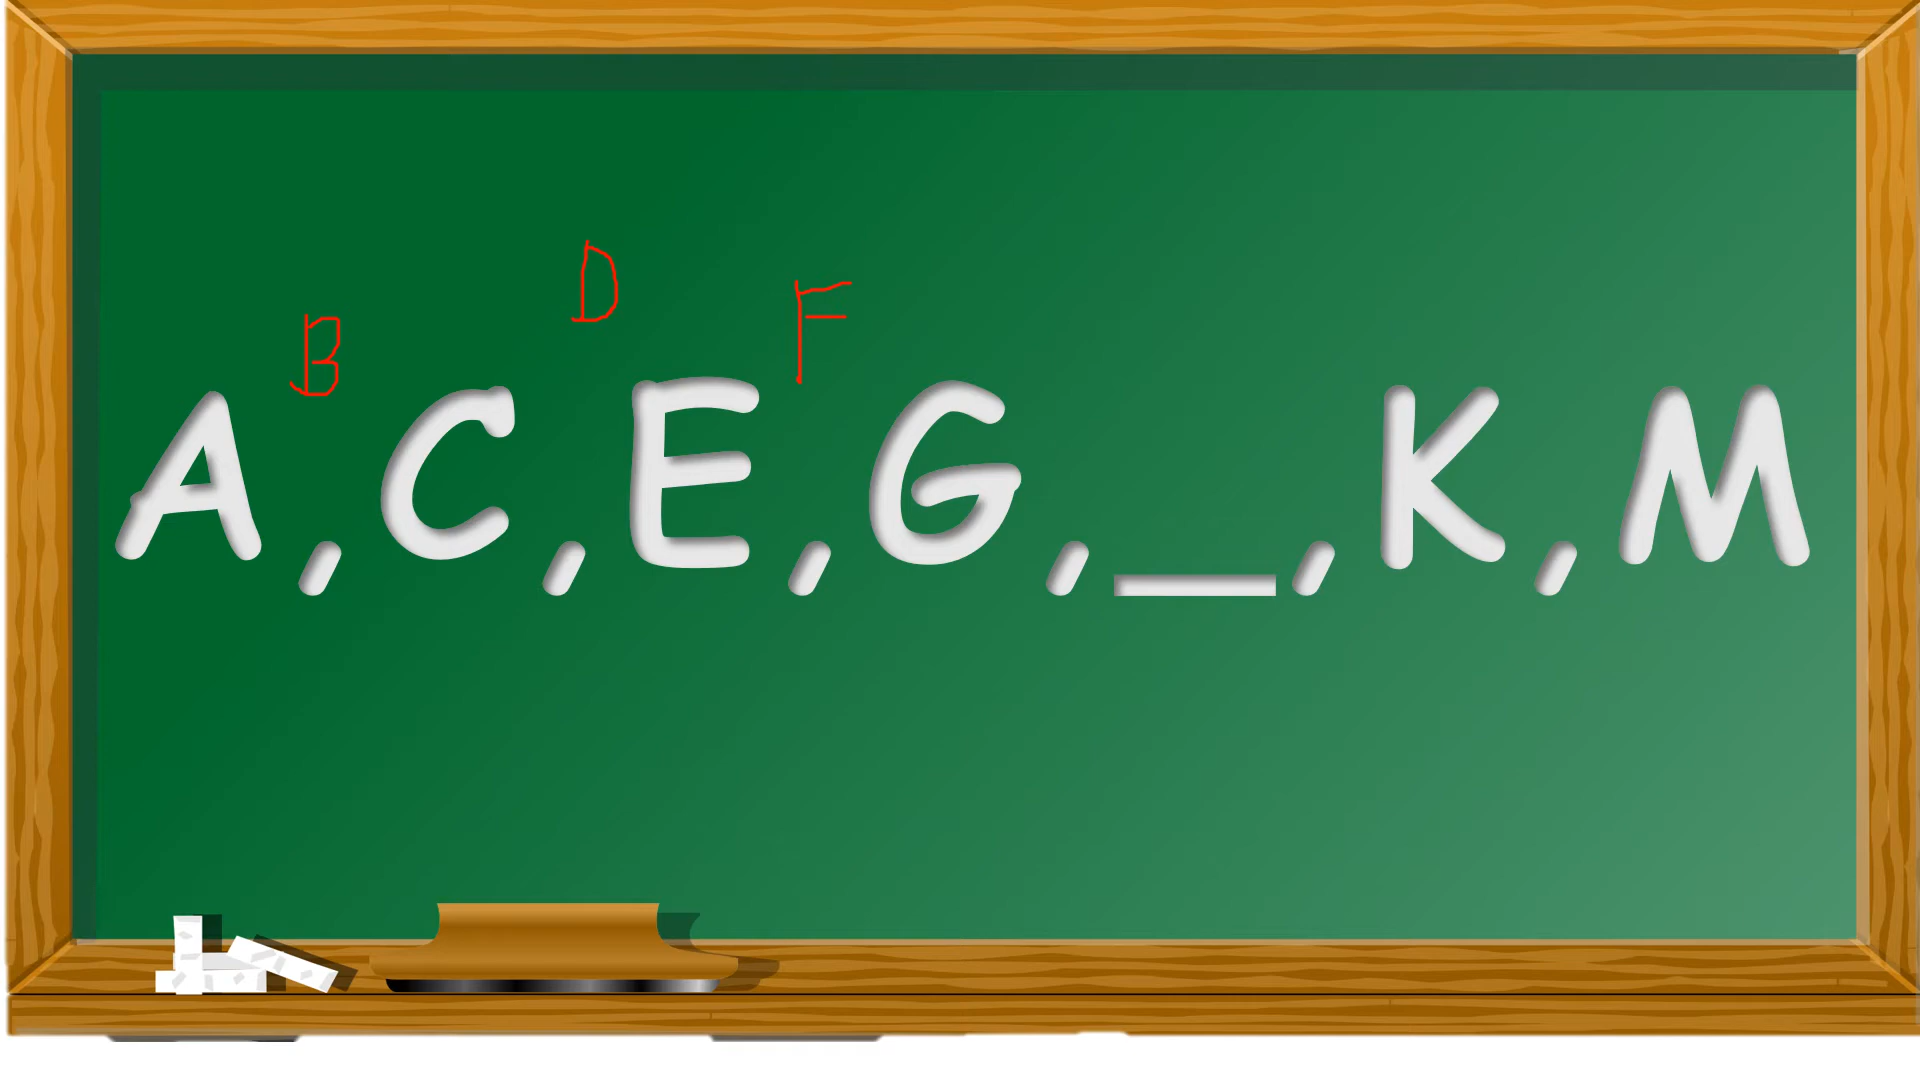 B D F
A, C, E, G, _, K, M